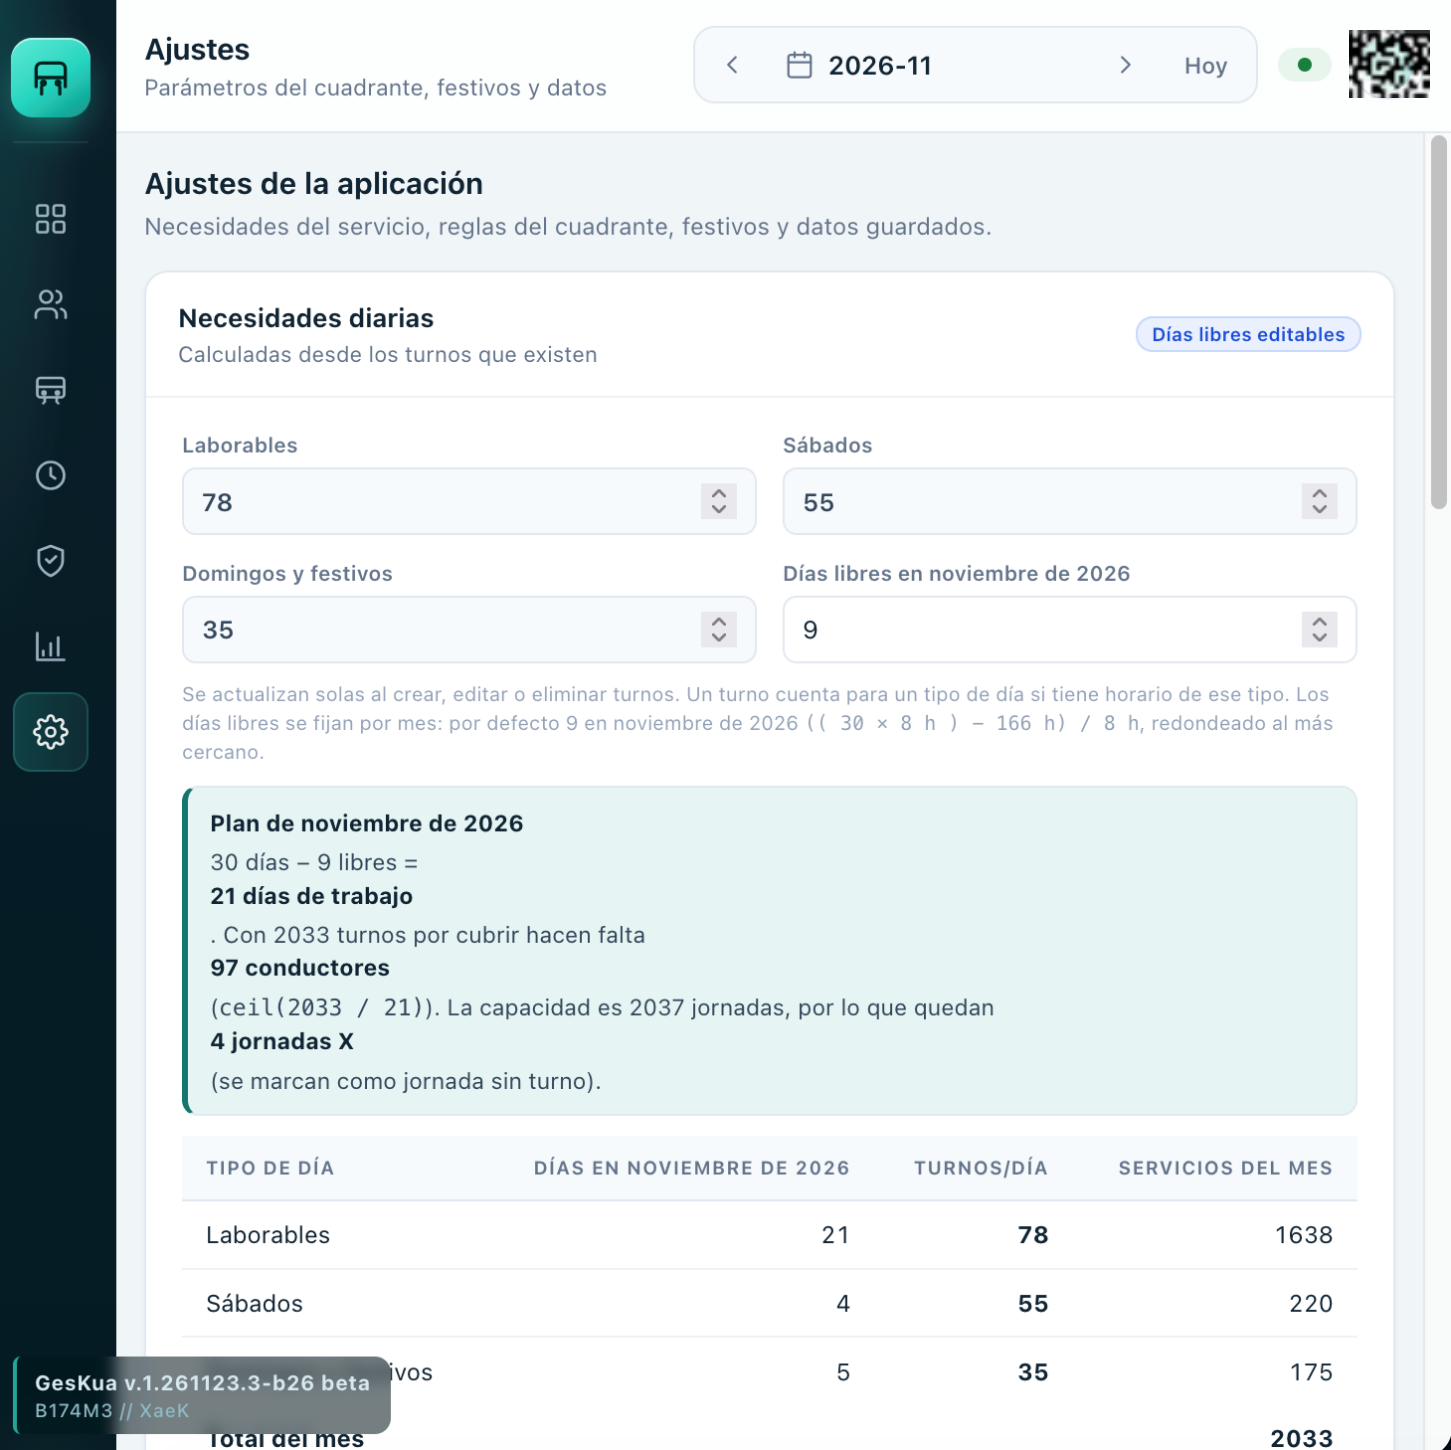 Ajustes
Parámetros del cuadrante, festivos y datos
2026-11
Hoy
Ajustes de la aplicación
Necesidades del servicio, reglas del cuadrante, festivos y datos guardados.
Necesidades diarias
Calculadas desde los turnos que existen
Días libres editables
Laborables
78
Sábados
55
Domingos y festivos
35
Días libres en noviembre de 2026
9
Se actualizan solas al crear, editar o eliminar turnos. Un turno cuenta para un tipo de día si tiene horario de ese tipo. Los
días libres se fijan por mes: por defecto 9 en noviembre de 2026 (( 30 × 8 h ) − 166 h) / 8 h, redondeado al más
cercano.
Plan de noviembre de 2026
30 días − 9 libres =
21 días de trabajo
. Con 2033 turnos por cubrir hacen falta
97 conductores
(ceil(2033 / 21)). La capacidad es 2037 jornadas, por lo que quedan
4 jornadas X
(se marcan como jornada sin turno).
TIPO DE DÍA DÍAS EN NOVIEMBRE DE 2026 TURNOS/DÍA SERVICIOS DEL MES
Laborables 21 78 1638
Sábados 4 55 220
ivos 5 35 175
Total del mes 2033
GesKua v.1.261123.3-b26 beta
B174M3 // XaeK